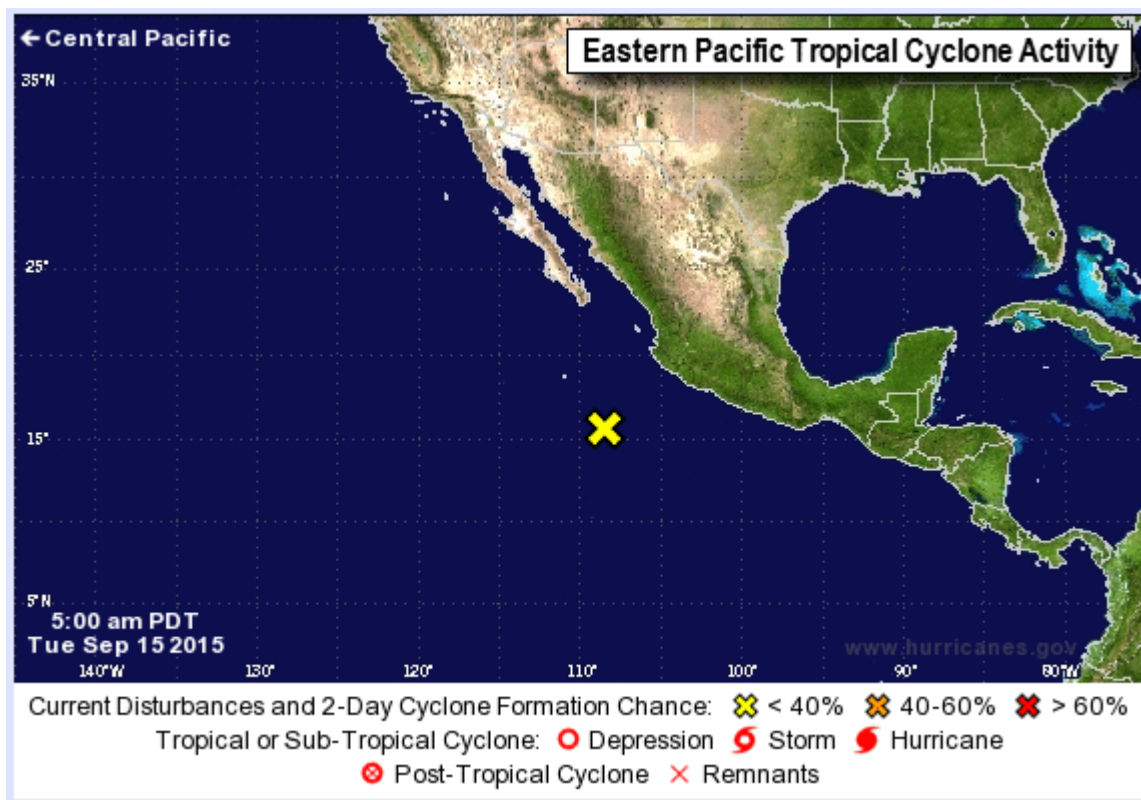 ←Central Pacific
Eastern Pacific Tropical Cyclone Activity
35°N
25°
15°
5°N
5:00 am PDT
Tue Sep 15 2015
www.hurricanes.gov
140°W 130° 120° 110° 100° 90° 80°W
Current Disturbances and 2-Day Cyclone Formation Chance: < 40% 40-60% > 60%
Tropical or Sub-Tropical Cyclone: Depression Storm Hurricane
Post-Tropical Cyclone Remnants